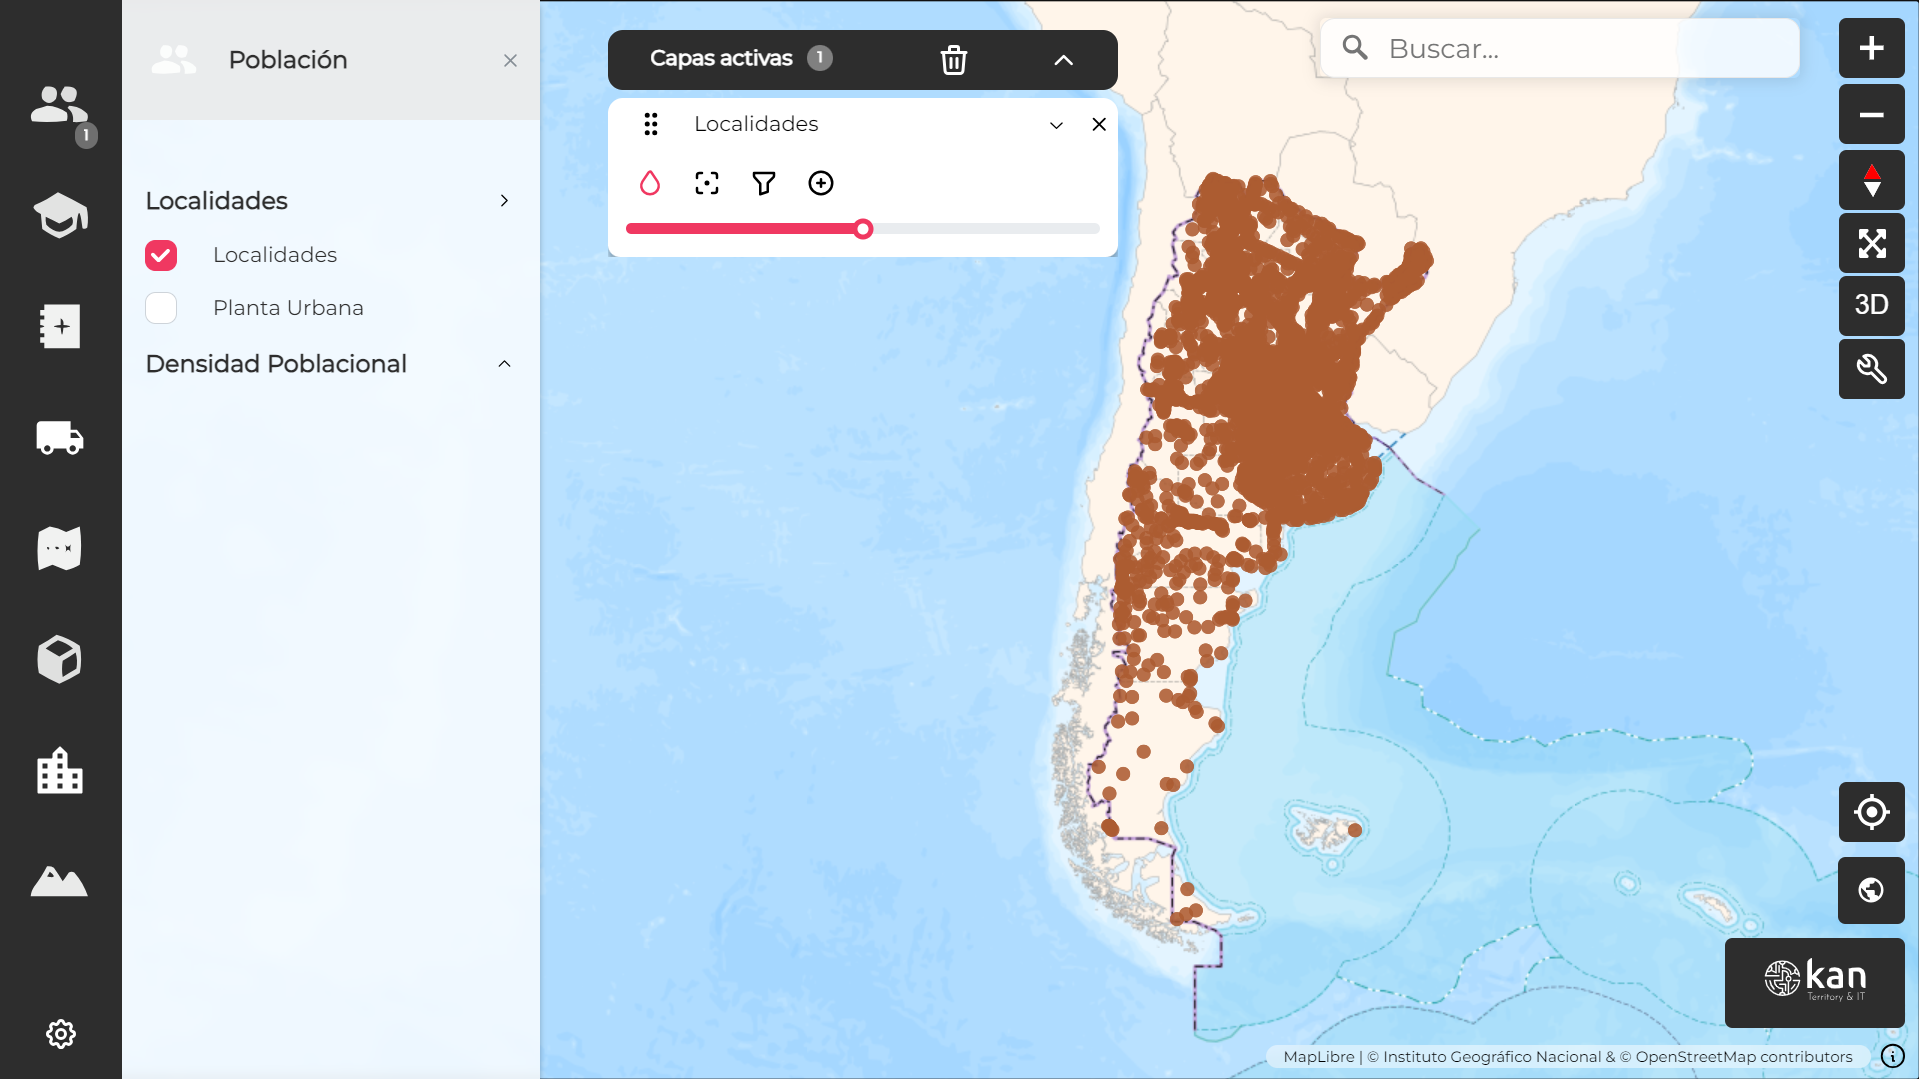 Población
1
Localidades
Localidades
Planta Urbana
Densidad Poblacional
Capas activas 1
Localidades
Buscar...
3D
kan
Territory & IT
MapLibre | © Instituto Geográfico Nacional & © OpenStreetMap contributors